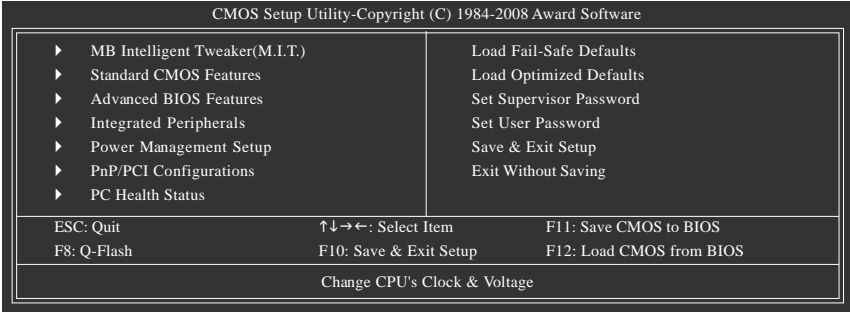 CMOS Setup Utility-Copyright (C) 1984-2008 Award Software
MB Intelligent Tweaker(M.I.T.)
Standard CMOS Features
Advanced BIOS Features
Integrated Peripherals
Power Management Setup
PnP/PCI Configurations
PC Health Status
Load Fail-Safe Defaults
Load Optimized Defaults
Set Supervisor Password
Set User Password
Save & Exit Setup
Exit Without Saving
ESC: Quit ↑↓→←: Select Item F11: Save CMOS to BIOS
F8: Q-Flash F10: Save & Exit Setup F12: Load CMOS from BIOS
Change CPU's Clock & Voltage